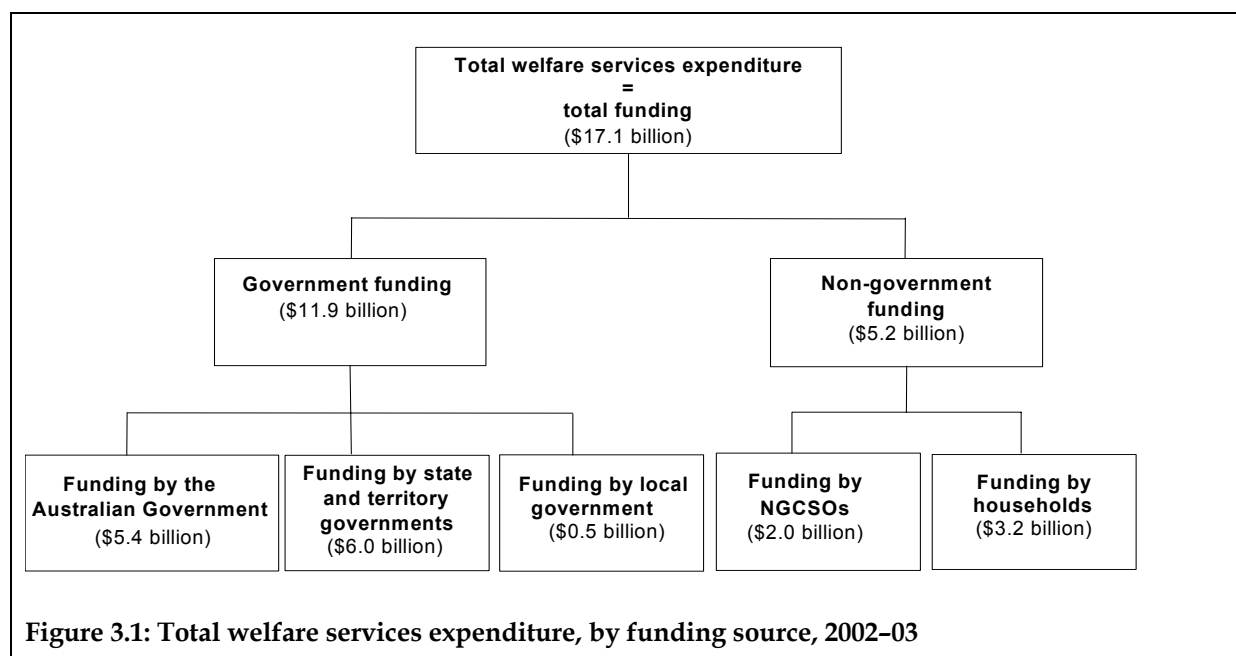 Total welfare services expenditure
=
total funding
($17.1 billion)
Government funding
($11.9 billion)
Non-government
funding
($5.2 billion)
Funding by the
Australian Government
($5.4 billion)
Funding by state
and territory
governments
($6.0 billion)
Funding by local
government
($0.5 billion)
Funding by
NGCSOs
($2.0 billion)
Funding by
households
($3.2 billion)
Figure 3.1: Total welfare services expenditure, by funding source, 2002–03